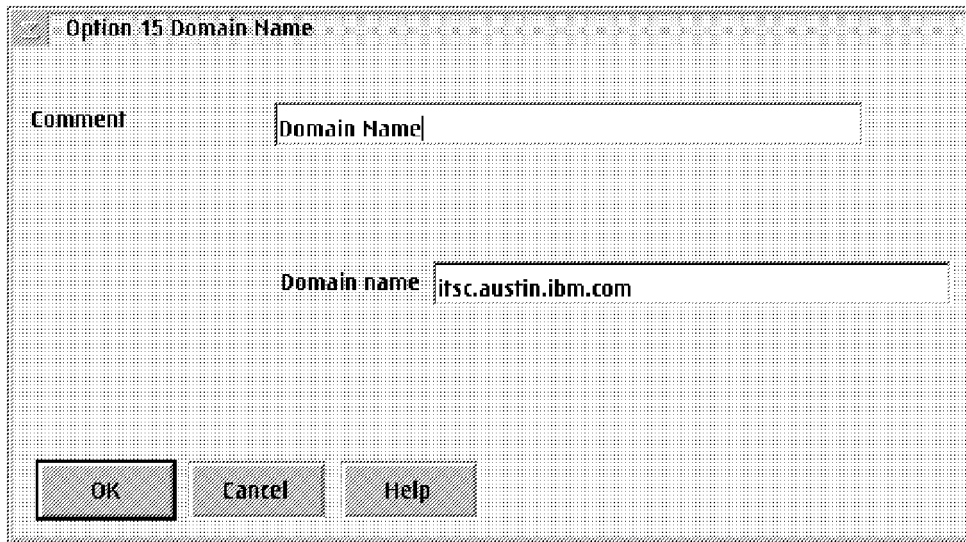 Option 15 Domain Name
Comment
Domain Name
Domain name
itsc.austin.ibm.com
OK Cancel Help